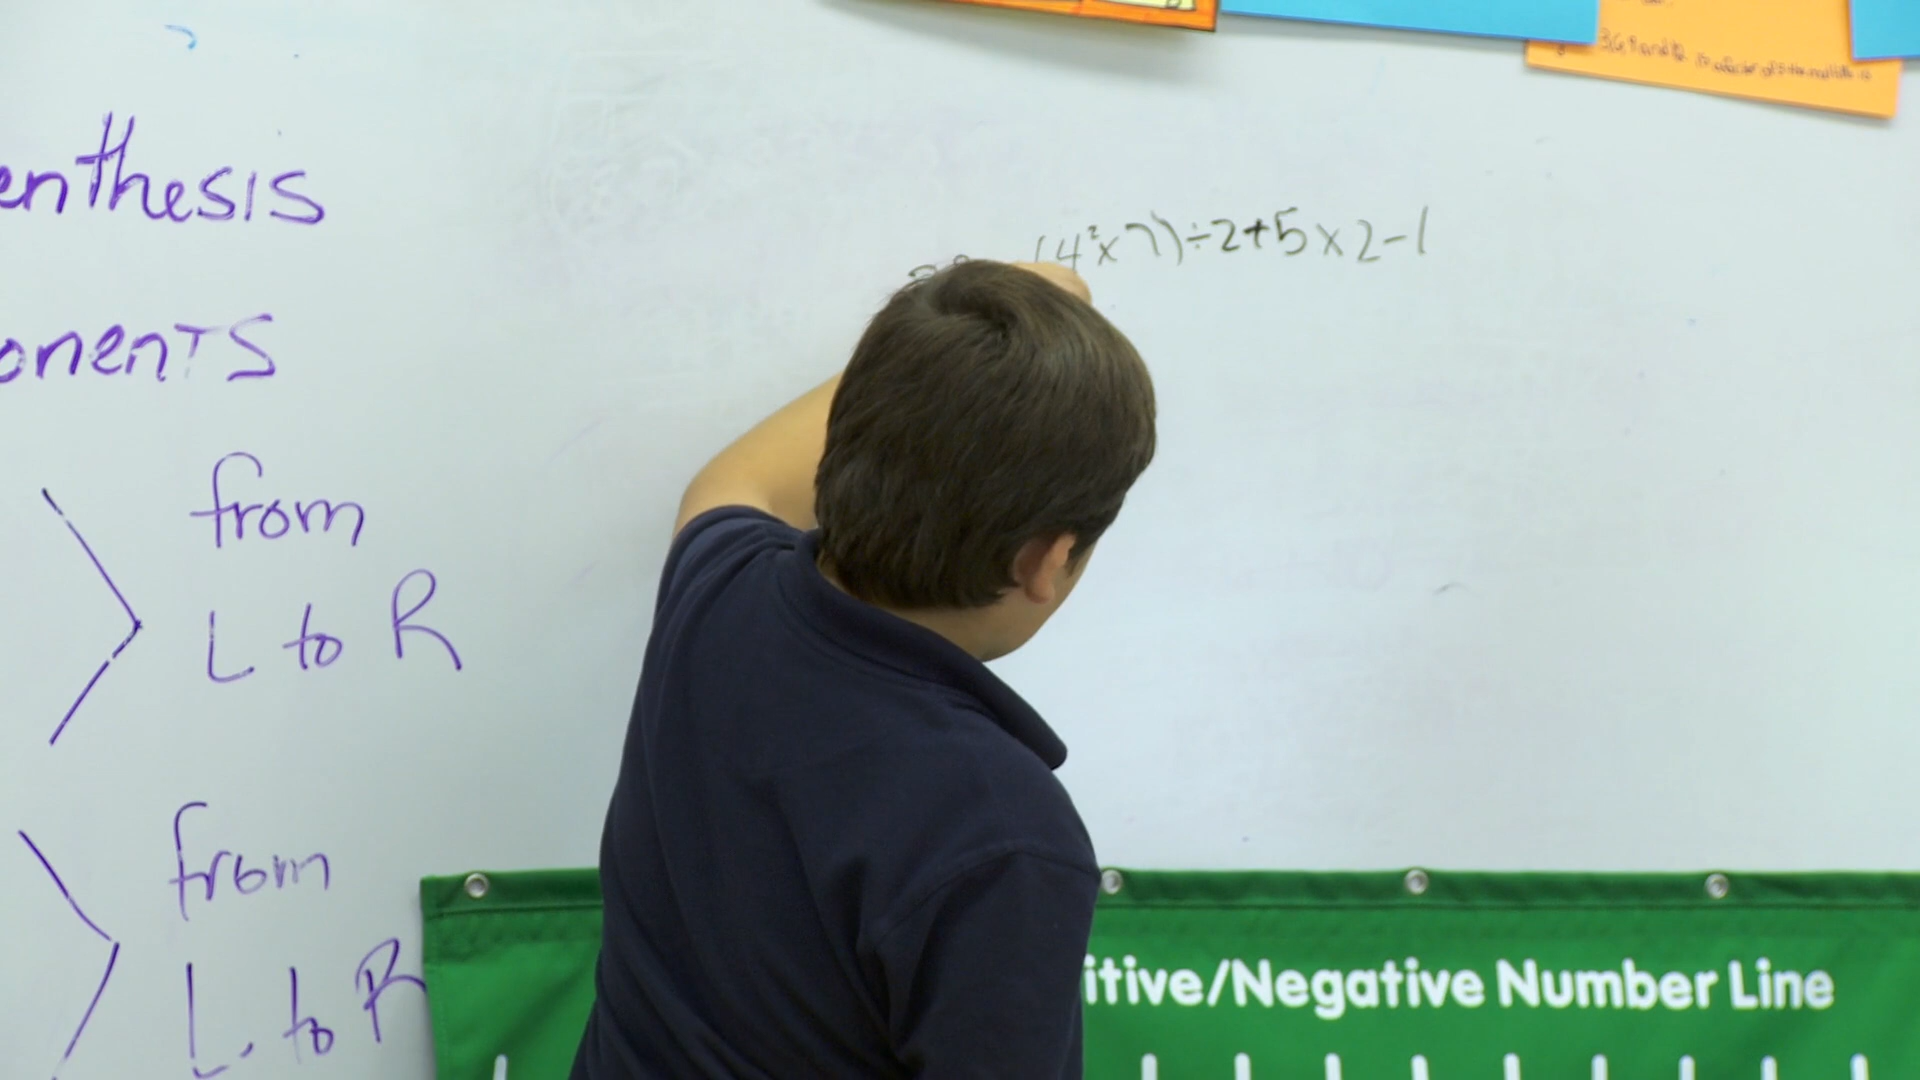 enthesis
(4²x7)÷2+5x2-1
onents
from
L to R
from
L to R
itive/Negative Number Line